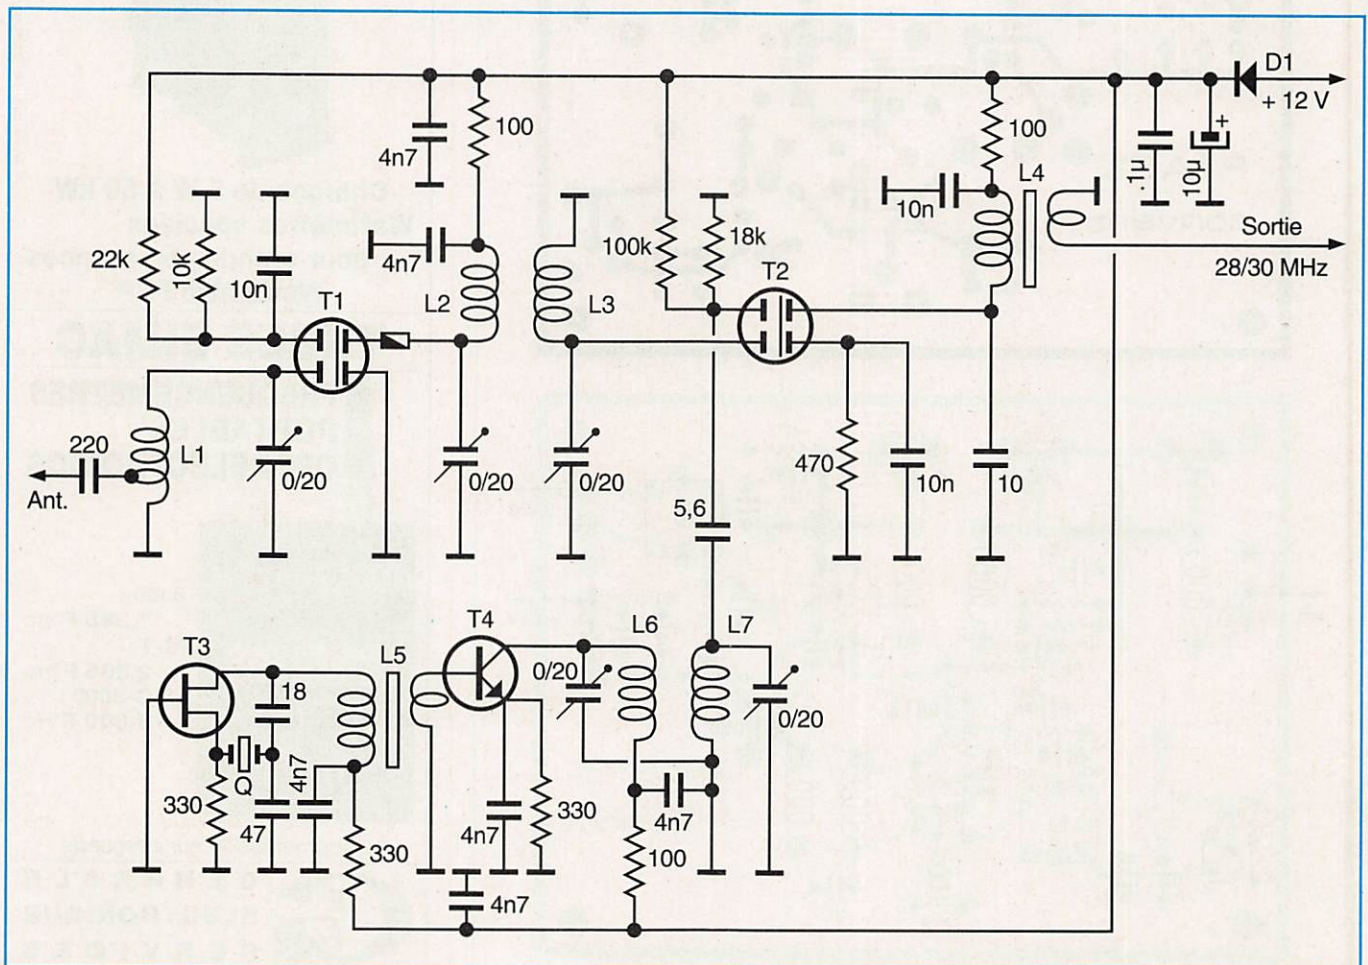 D1
+ 12 V
100
4n7
100
L4
.1µ
10µ
+
10n
Sortie
28/30 MHz
22k
10k
10n
4n7
L2
L3
100k
18k
T2
T1
220
L1
Ant.
0/20
0/20
0/20
470
10n
10
5,6
T3
18
L5
T4
0/20
L6
L7
0/20
Q
4n7
330
47
330
4n7
330
4n7
100
4n7